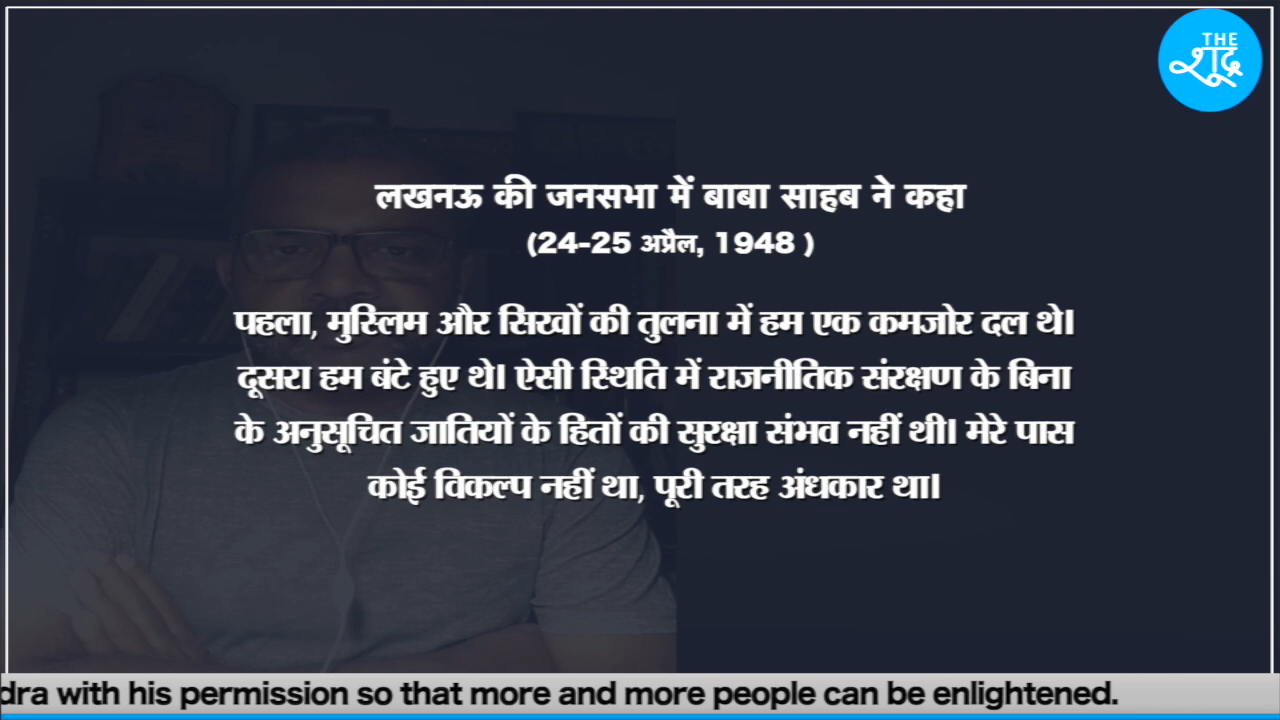 THE
शूद्र
लखनऊ की जनसभा में बाबा साहब ने कहा
(24-25 अप्रैल, 1948 )
पहला, मुस्लिम और सिखों की तुलना में हम एक कमजोर दल थे।
दूसरा हम बंटे हुए थे। ऐसी स्थिति में राजनीतिक संरक्षण के बिना
के अनुसूचित जातियों के हितों की सुरक्षा संभव नहीं थी। मेरे पास
कोई विकल्प नहीं था, पूरी तरह अंधकार था।
dra with his permission so that more and more people can be enlightened.